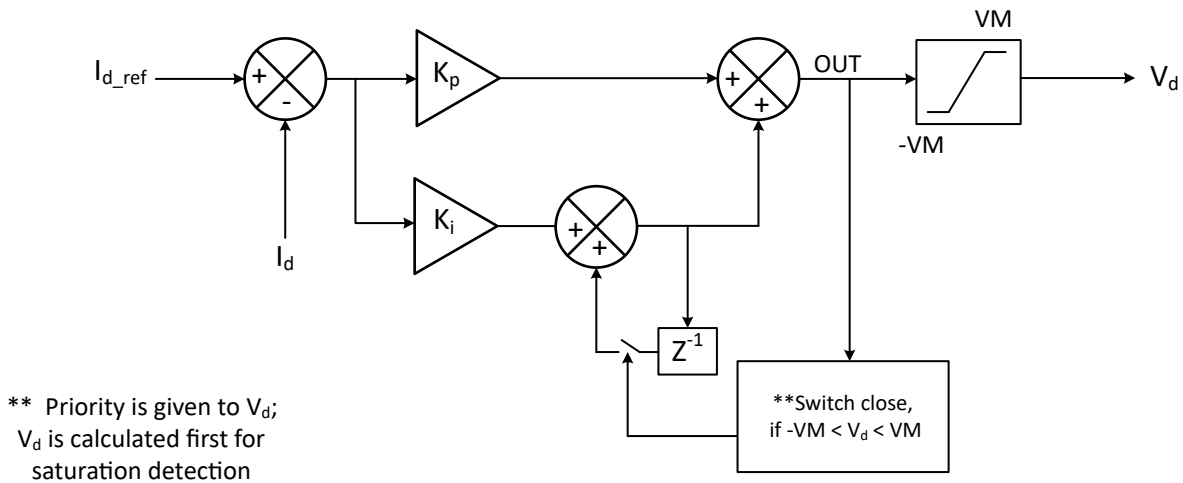 VM
I_d_ref
+
-
K_p
+
+
OUT
V_d
-VM
K_i
+
+
I_d
Z^-1
**Switch close,
if -VM < V_d < VM
** Priority is given to V_d;
V_d is calculated first for
saturation detection